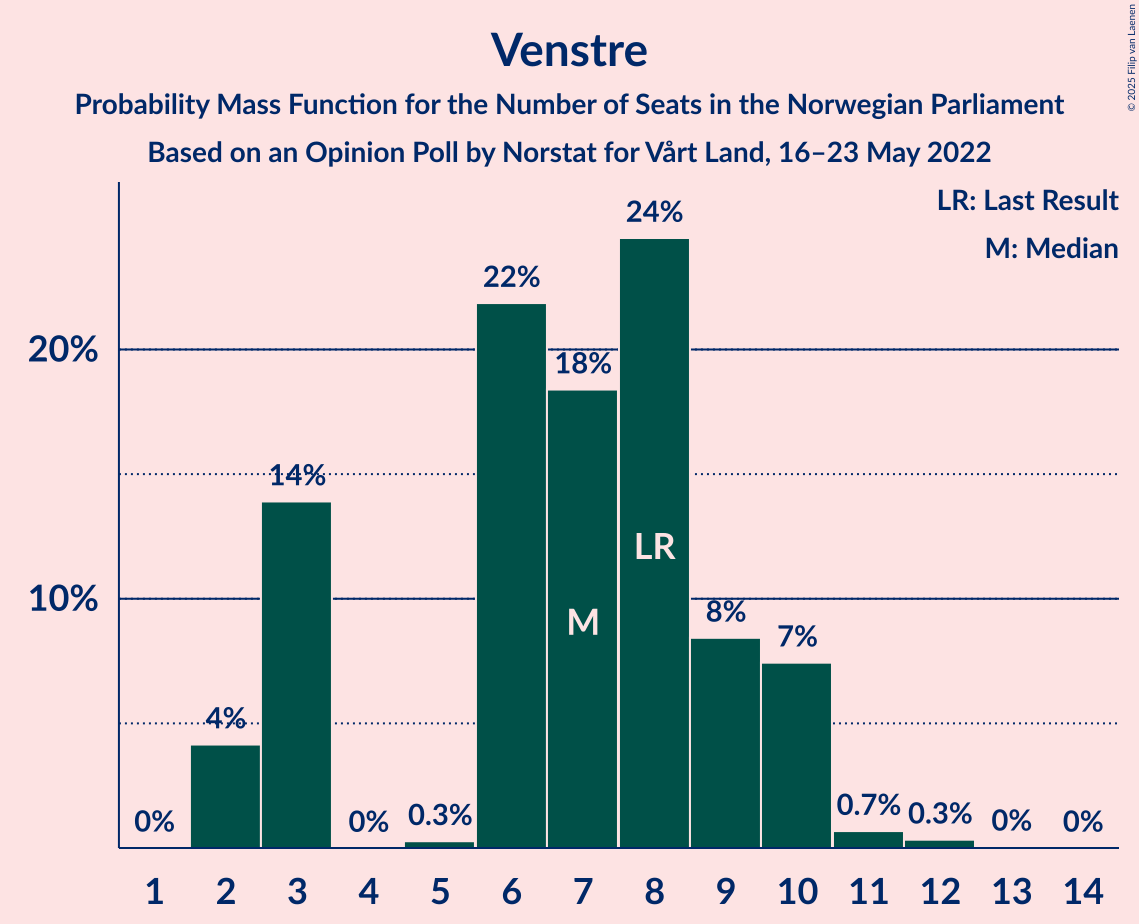 Venstre
Probability Mass Function for the Number of Seats in the Norwegian Parliament
Based on an Opinion Poll by Norstat for Vårt Land, 16–23 May 2022
© 2025 Filip van Laenen
LR: Last Result
M: Median
20%
10%
0%
4%
14%
0%
0.3%
22%
18%
24%
8%
7%
0.7%
0.3%
0%
0%
M
LR
1 2 3 4 5 6 7 8 9 10 11 12 13 14